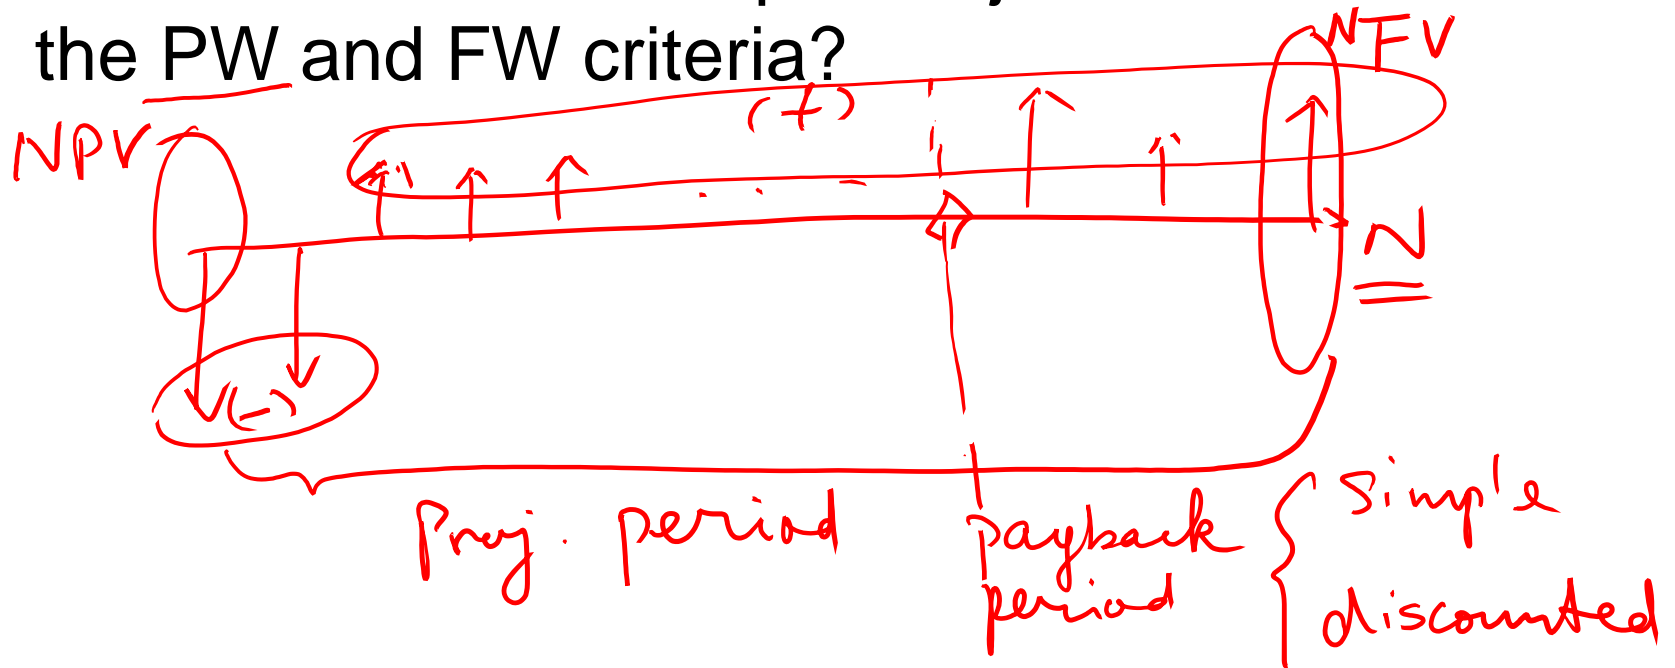 the PW and FW criteria?
NFV
NPV
(+)
N
(-)
Proj. period
payback
period
simple
discounted